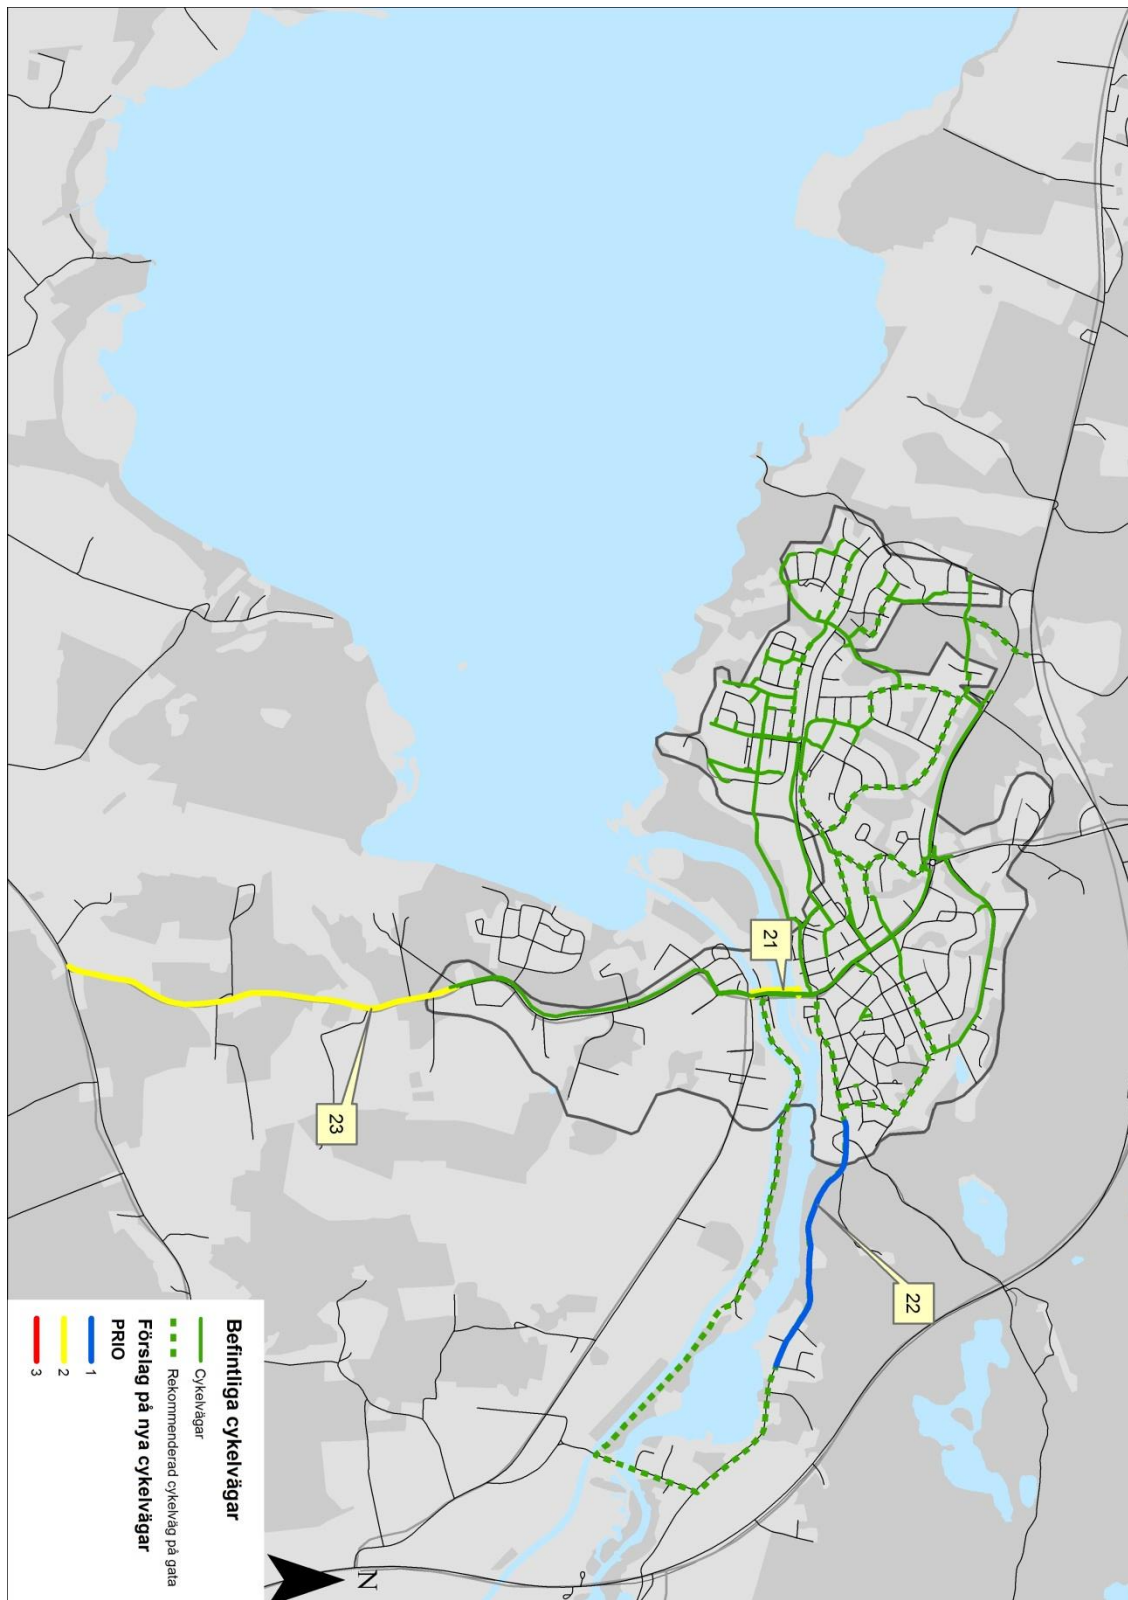 21
22
23
Befintliga cykelvägar
Cykelvägar
Rekommenderad cykelväg på gata
Förslag på nya cykelvägar
PRIO
1
2
3
N